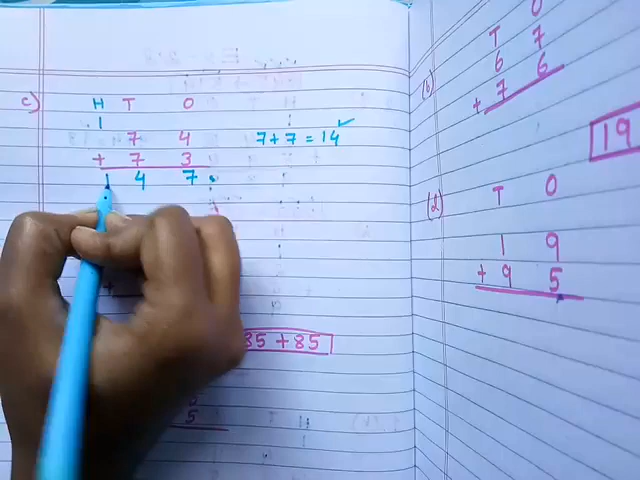 c) H T O
1
7 4 7+7 = 14 ✓
+ 7 3
1 4 7
35 + 85
5
(b) T O
6 7
+ 7 6
19
(d) T O
1 9
+ 9 5